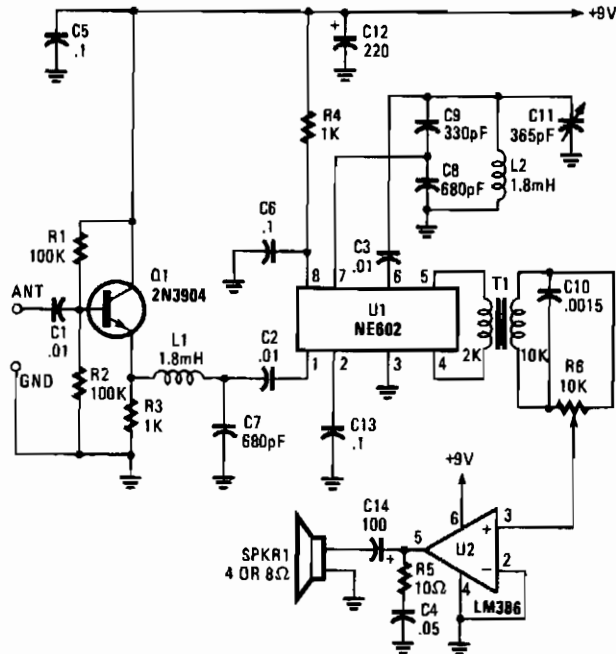 +9V
C5
.1
+
C12
220
R4
1K
C9
330pF
C11
365pF
C8
680pF
L2
1.8mH
R1
100K
C6
.1
Q1
2N3904
C3
.01
ANT
C1
.01
8 7 6 5
U1
NE602
1 2 3 4
T1
2K
10K
C10
.0015
R6
10K
GND
R2
100K
L1
1.8mH
C2
.01
R3
1K
C7
680pF
C13
.1
+9V
C14
100
+
SPKR1
4 OR 8Ω
5
6
U2
+
3
−
2
4
LM386
R5
10Ω
C4
.05